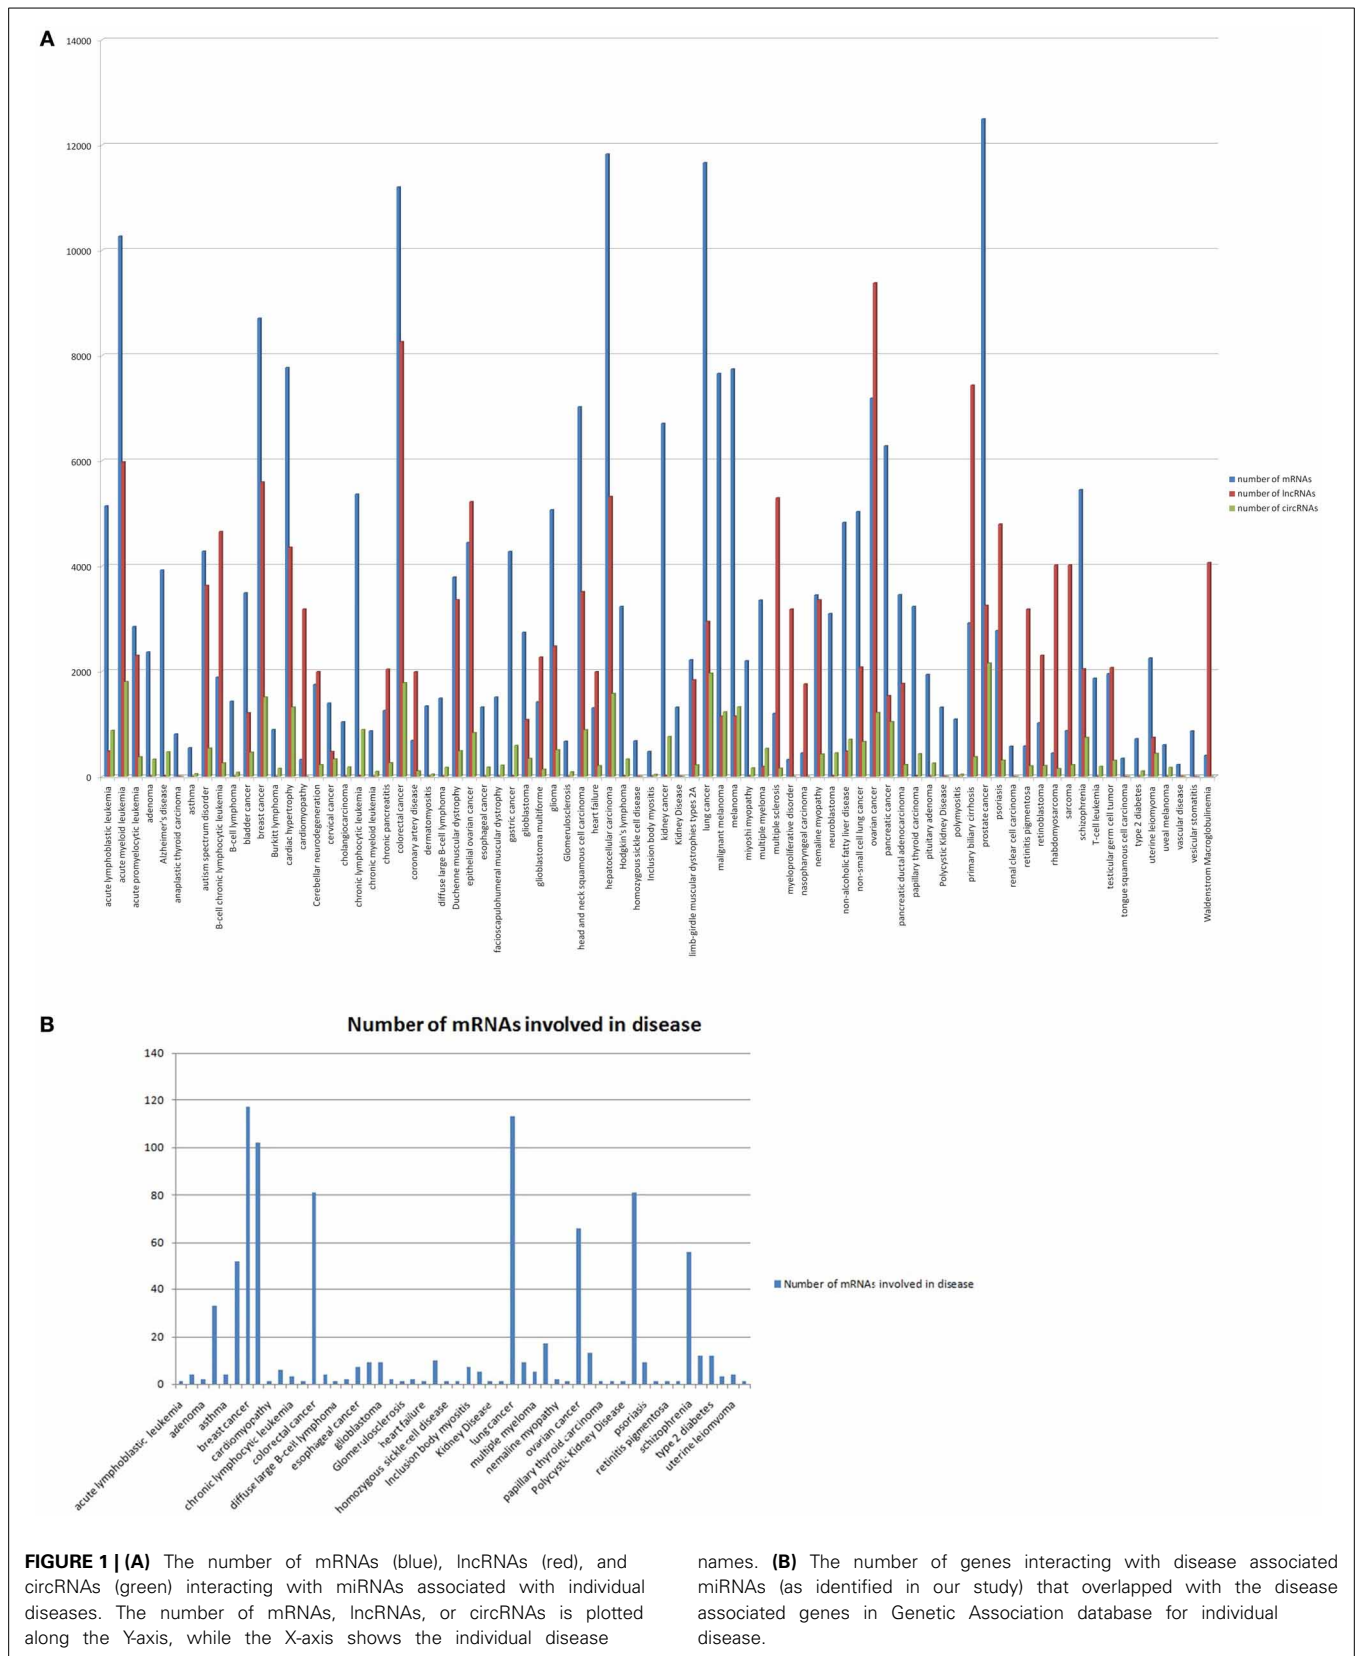 A
14000
12000
10000
8000
6000
4000
2000
0
number of mRNAs
number of lncRNAs
number of circRNAs
acute lymphoblastic leukemia
acute myeloid leukemia
acute promyelocytic leukemia
adenoma
Alzheimer's disease
anaplastic thyroid carcinoma
asthma
autism spectrum disorder
B-cell chronic lymphocytic leukemia
B-cell lymphoma
bladder cancer
breast cancer
Burkitt lymphoma
cardiac hypertrophy
cardiomyopathy
Cerebellar neurodegeneration
cervical cancer
cholangiocarcinoma
chronic lymphocytic leukemia
chronic myeloid leukemia
chronic pancreatitis
colorectal cancer
coronary artery disease
dermatomyositis
diffuse large B-cell lymphoma
Duchenne muscular dystrophy
epithelial ovarian cancer
esophageal cancer
facioscapulohumeral muscular dystrophy
gastric cancer
glioblastoma
glioblastoma multiforme
glioma
Glomerulosclerosis
head and neck squamous cell carcinoma
heart failure
hepatocellular carcinoma
Hodgkin's lymphoma
homozygous sickle cell disease
Inclusion body myositis
kidney cancer
Kidney Disease
limb-girdle muscular dystrophies types 2A
lung cancer
malignant melanoma
melanoma
miyoshi myopathy
multiple myeloma
multiple sclerosis
myeloproliferative disorder
nasopharyngeal carcinoma
nemaline myopathy
neuroblastoma
non-alcoholic fatty liver disease
non-small cell lung cancer
ovarian cancer
pancreatic cancer
pancreatic ductal adenocarcinoma
papillary thyroid carcinoma
pituitary adenoma
Polycystic Kidney Disease
polymyositis
primary biliary cirrhosis
prostate cancer
psoriasis
renal clear cell carcinoma
retinitis pigmentosa
retinoblastoma
rhabdomyosarcoma
sarcoma
schizophrenia
T-cell leukemia
testicular germ cell tumor
tongue squamous cell carcinoma
type 2 diabetes
uterine leiomyoma
uveal melanoma
vascular disease
vesicular stomatitis
Waldenstrom Macroglobulinemia
B
Number of mRNAs involved in disease
140
120
100
80
60
40
20
0
Number of mRNAs involved in disease
acute lymphoblastic leukemia
adenoma
asthma
breast cancer
cardiomyopathy
chronic lymphocytic leukemia
colorectal cancer
diffuse large B-cell lymphoma
esophageal cancer
glioblastoma
Glomerulosclerosis
heart failure
homozygous sickle cell disease
Inclusion body myositis
Kidney Disease
lung cancer
multiple myeloma
nemaline myopathy
ovarian cancer
papillary thyroid carcinoma
Polycystic Kidney Disease
psoriasis
retinitis pigmentosa
schizophrenia
type 2 diabetes
uterine leiomyoma
FIGURE 1 | (A) The number of mRNAs (blue), lncRNAs (red), and
circRNAs (green) interacting with miRNAs associated with individual
diseases. The number of mRNAs, lncRNAs, or circRNAs is plotted
along the Y-axis, while the X-axis shows the individual disease
names. (B) The number of genes interacting with disease associated
miRNAs (as identified in our study) that overlapped with the disease
associated genes in Genetic Association database for individual
disease.